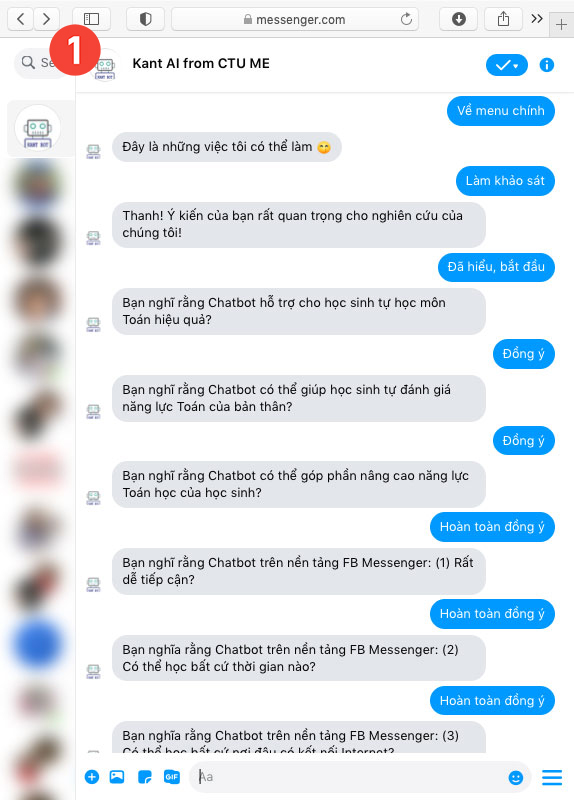 messenger.com
1
Se
Kant AI from CTU ME
KANT BOT
Về menu chính
Đây là những việc tôi có thể làm 😊
Làm khảo sát
Thanh! Ý kiến của bạn rất quan trọng cho nghiên cứu của
chúng tôi!
Đã hiểu, bắt đầu
Bạn nghĩ rằng Chatbot hỗ trợ cho học sinh tự học môn
Toán hiệu quả?
Đồng ý
Bạn nghĩ rằng Chatbot có thể giúp học sinh tự đánh giá
năng lực Toán của bản thân?
Đồng ý
Bạn nghĩ rằng Chatbot có thể góp phần nâng cao năng lực
Toán học của học sinh?
Hoàn toàn đồng ý
Bạn nghĩ rằng Chatbot trên nền tảng FB Messenger: (1) Rất
dễ tiếp cận?
Hoàn toàn đồng ý
Bạn nghĩa rằng Chatbot trên nền tảng FB Messenger: (2)
Có thể học bất cứ thời gian nào?
Hoàn toàn đồng ý
Bạn nghĩa rằng Chatbot trên nền tảng FB Messenger: (3)
Có thể học bất cứ nơi đâu có kết nối Internet?
GIF
Aa